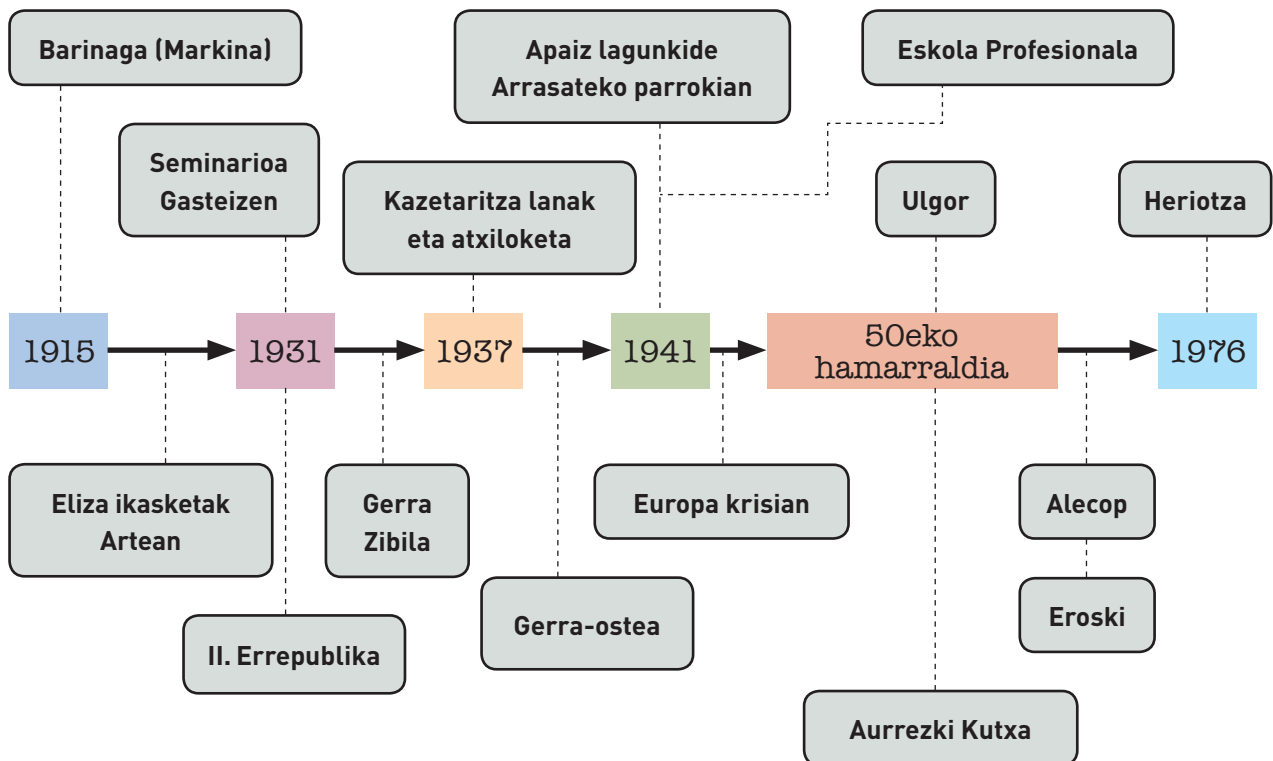 Barinaga (Markina)
Apaiz lagunkide
Arrasateko parrokian
Eskola Profesionala
Seminarioa
Gasteizen
Kazetaritza lanak
eta atxiloketa
Ulgor
Heriotza
1915
1931
1937
1941
50eko
hamarraldia
1976
Eliza ikasketak
Artean
Gerra
Zibila
Europa krisian
Alecop
Gerra-ostea
Eroski
II. Errepublika
Aurrezki Kutxa